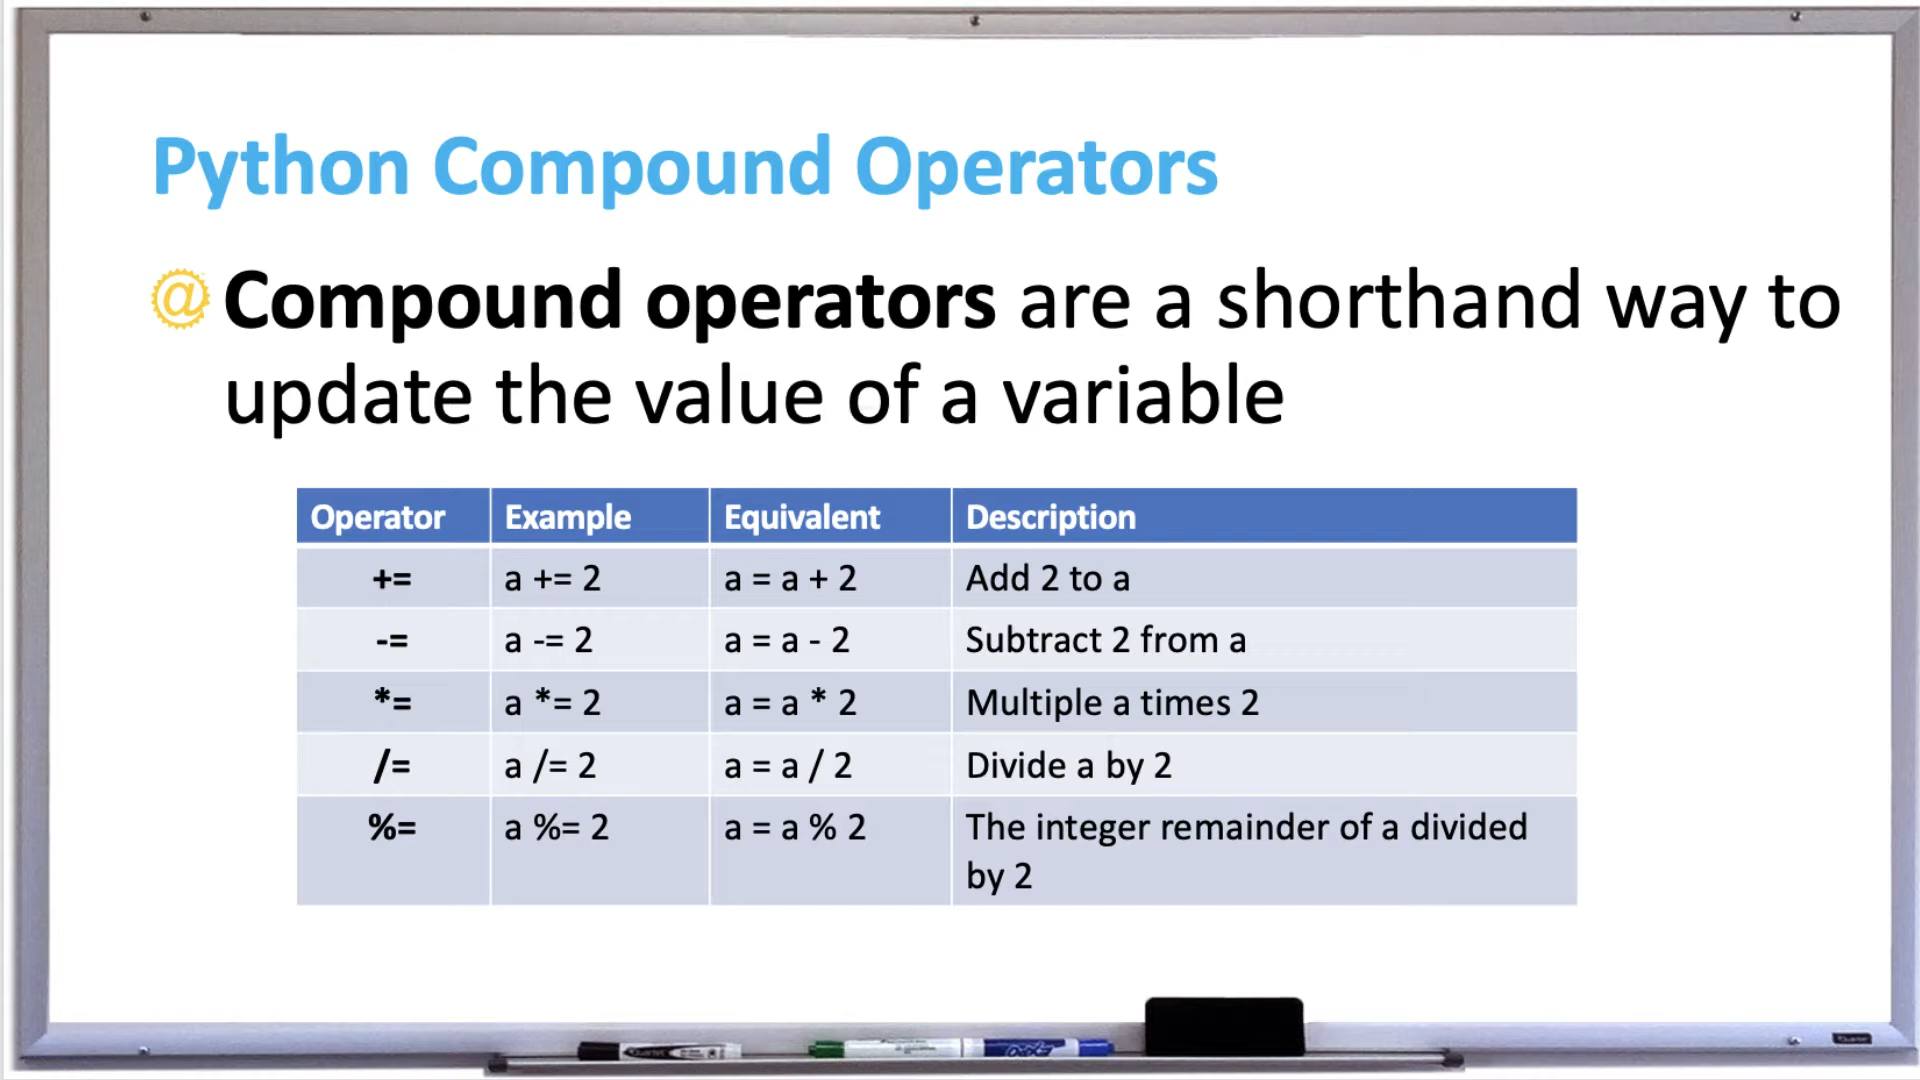 Python Compound Operators
@ Compound operators are a shorthand way to
update the value of a variable
Operator Example Equivalent Description
+= a += 2 a = a + 2 Add 2 to a
-= a -= 2 a = a - 2 Subtract 2 from a
*= a *= 2 a = a * 2 Multiple a times 2
/= a /= 2 a = a / 2 Divide a by 2
%= a %= 2 a = a % 2 The integer remainder of a divided
by 2
Quartet